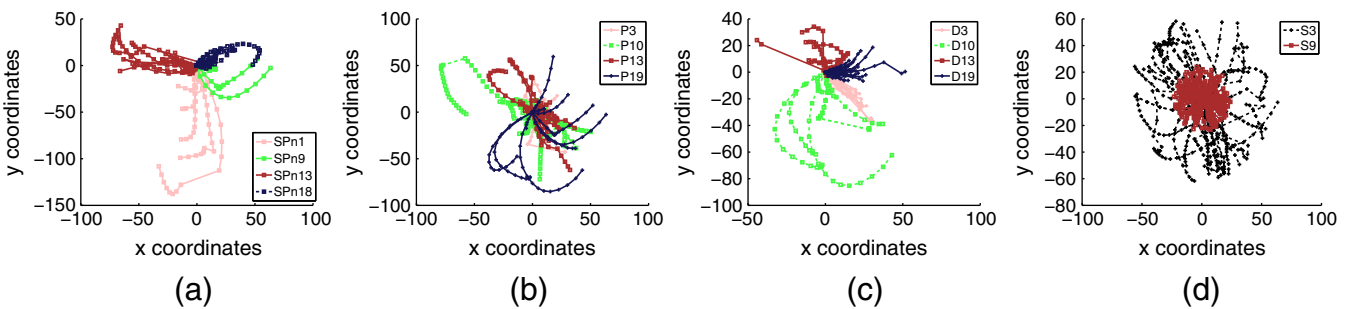 50
0
−50
−100
−150
−100
−50
0
50
100
y coordinates
x coordinates
SPn1
SPn9
SPn13
SPn18
(a)
100
50
0
−50
−100
−100
−50
0
50
100
y coordinates
x coordinates
P3
P10
P13
P19
(b)
40
20
0
−20
−40
−60
−80
−100
−50
0
50
100
y coordinates
x coordinates
D3
D10
D13
D19
(c)
60
40
20
0
−20
−40
−60
−80
−100
−50
0
50
100
y coordinates
x coordinates
S3
S9
(d)